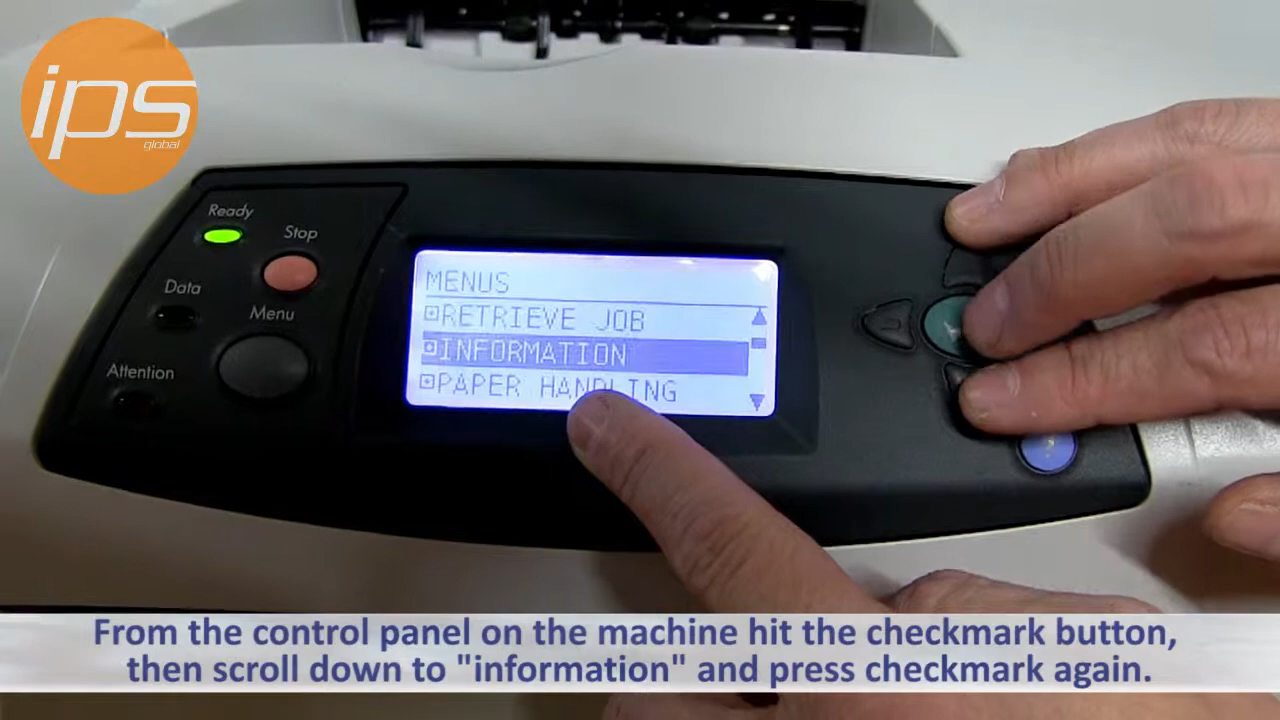 ips
global
Ready
Stop
Data
Menu
Attention
MENUS
RETRIEVE JOB
INFORMATION
PAPER HANDLING
From the control panel on the machine hit the checkmark button,
then scroll down to "information" and press checkmark again.